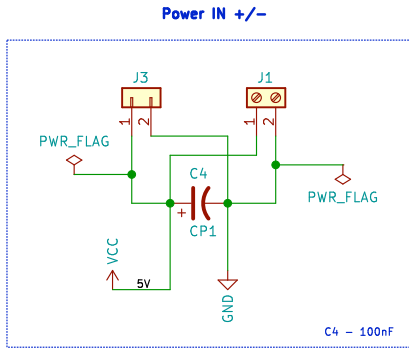 Power IN +/-
J3
J1
1
2
1
2
PWR_FLAG
C4
+
CP1
PWR_FLAG
VCC
5V
GND
C4 - 100nF